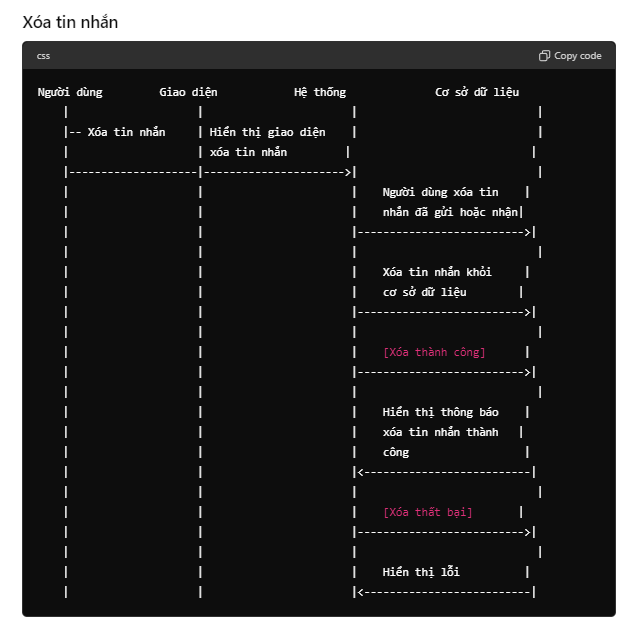 Xóa tin nhắn
css
Copy code
Người dùng Giao diện Hệ thống Cơ sở dữ liệu
| | | |
|-- Xóa tin nhắn | Hiển thị giao diện | |
| | xóa tin nhắn | |
|--------------------|---------------------->| |
| | | Người dùng xóa tin |
| | | nhắn đã gửi hoặc nhận|
| | |-------------------------->|
| | | |
| | | Xóa tin nhắn khỏi |
| | | cơ sở dữ liệu |
| | |-------------------------->|
| | | |
| | | [Xóa thành công] |
| | |-------------------------->|
| | | |
| | | Hiển thị thông báo |
| | | xóa tin nhắn thành |
| | | công |
| | |<--------------------------|
| | | |
| | | [Xóa thất bại] |
| | |-------------------------->|
| | | |
| | | Hiển thị lỗi |
| | |<--------------------------|